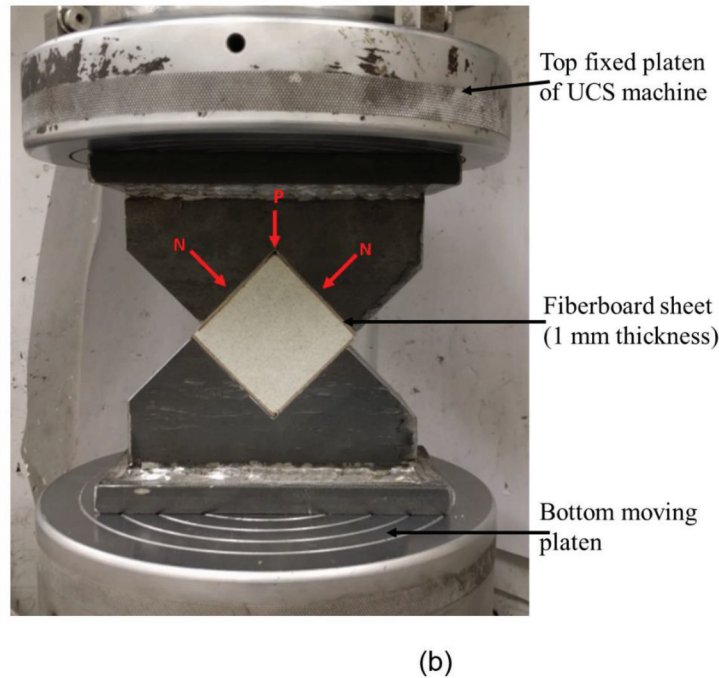 Top fixed platen
of UCS machine
P
N
N
Fiberboard sheet
(1 mm thickness)
Bottom moving
platen
(b)